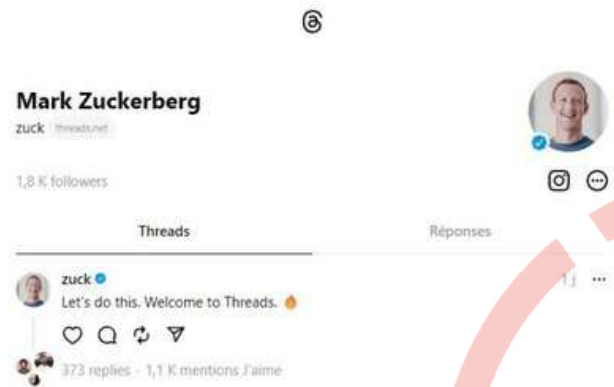 Mark Zuckerberg
zuck threads.net
1,8 K followers
Threads Réponses
zuck 1 j
Let's do this. Welcome to Threads. 🔥
373 replies - 1,1 K mentions J'aime